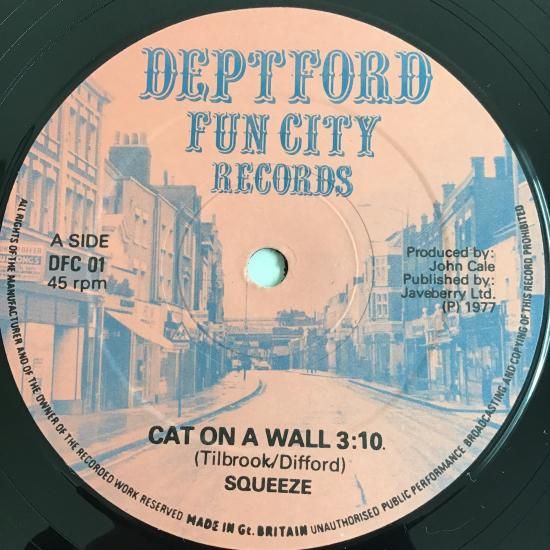 DEPTFORD
FUN CITY
RECORDS
A SIDE
DFC 01
45 rpm
Produced by:
John Cale
Published by:
Javeberry Ltd.
(P) 1977
CAT ON A WALL 3:10.
(Tilbrook/Difford)
SQUEEZE
ALL RIGHTS OF THE MANUFACTURER AND OF THE OWNER OF THE RECORDED WORK RESERVED MADE IN Gt. BRITAIN UNAUTHORISED PUBLIC PERFORMANCE BROADCASTING AND COPYING OF THIS RECORD PROHIBITED